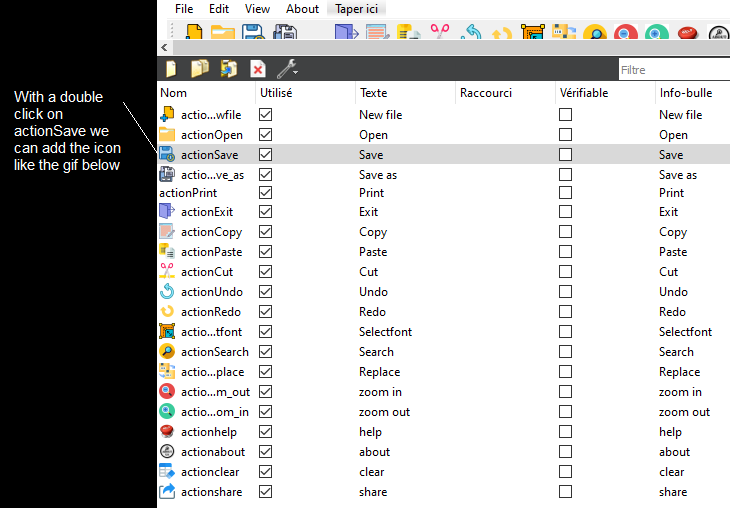 File Edit View About Taper ici
Filtre
Nom Utilisé Texte Raccourci Vérifiable Info-bulle
With a double
click on
actionSave we
can add the icon
like the gif below
actio...wfile New file New file
actionOpen Open Open
actionSave Save Save
actio...ve_as Save as Save as
actionPrint Print Print
actionExit Exit Exit
actionCopy Copy Copy
actionPaste Paste Paste
actionCut Cut Cut
actionUndo Undo Undo
actionRedo Redo Redo
actio...tfont Selectfont Selectfont
actionSearch Search Search
actio...place Replace Replace
actio...m_out zoom in zoom in
actio...om_in zoom out zoom out
actionhelp help help
actionabout about about
actionclear clear clear
actionshare share share